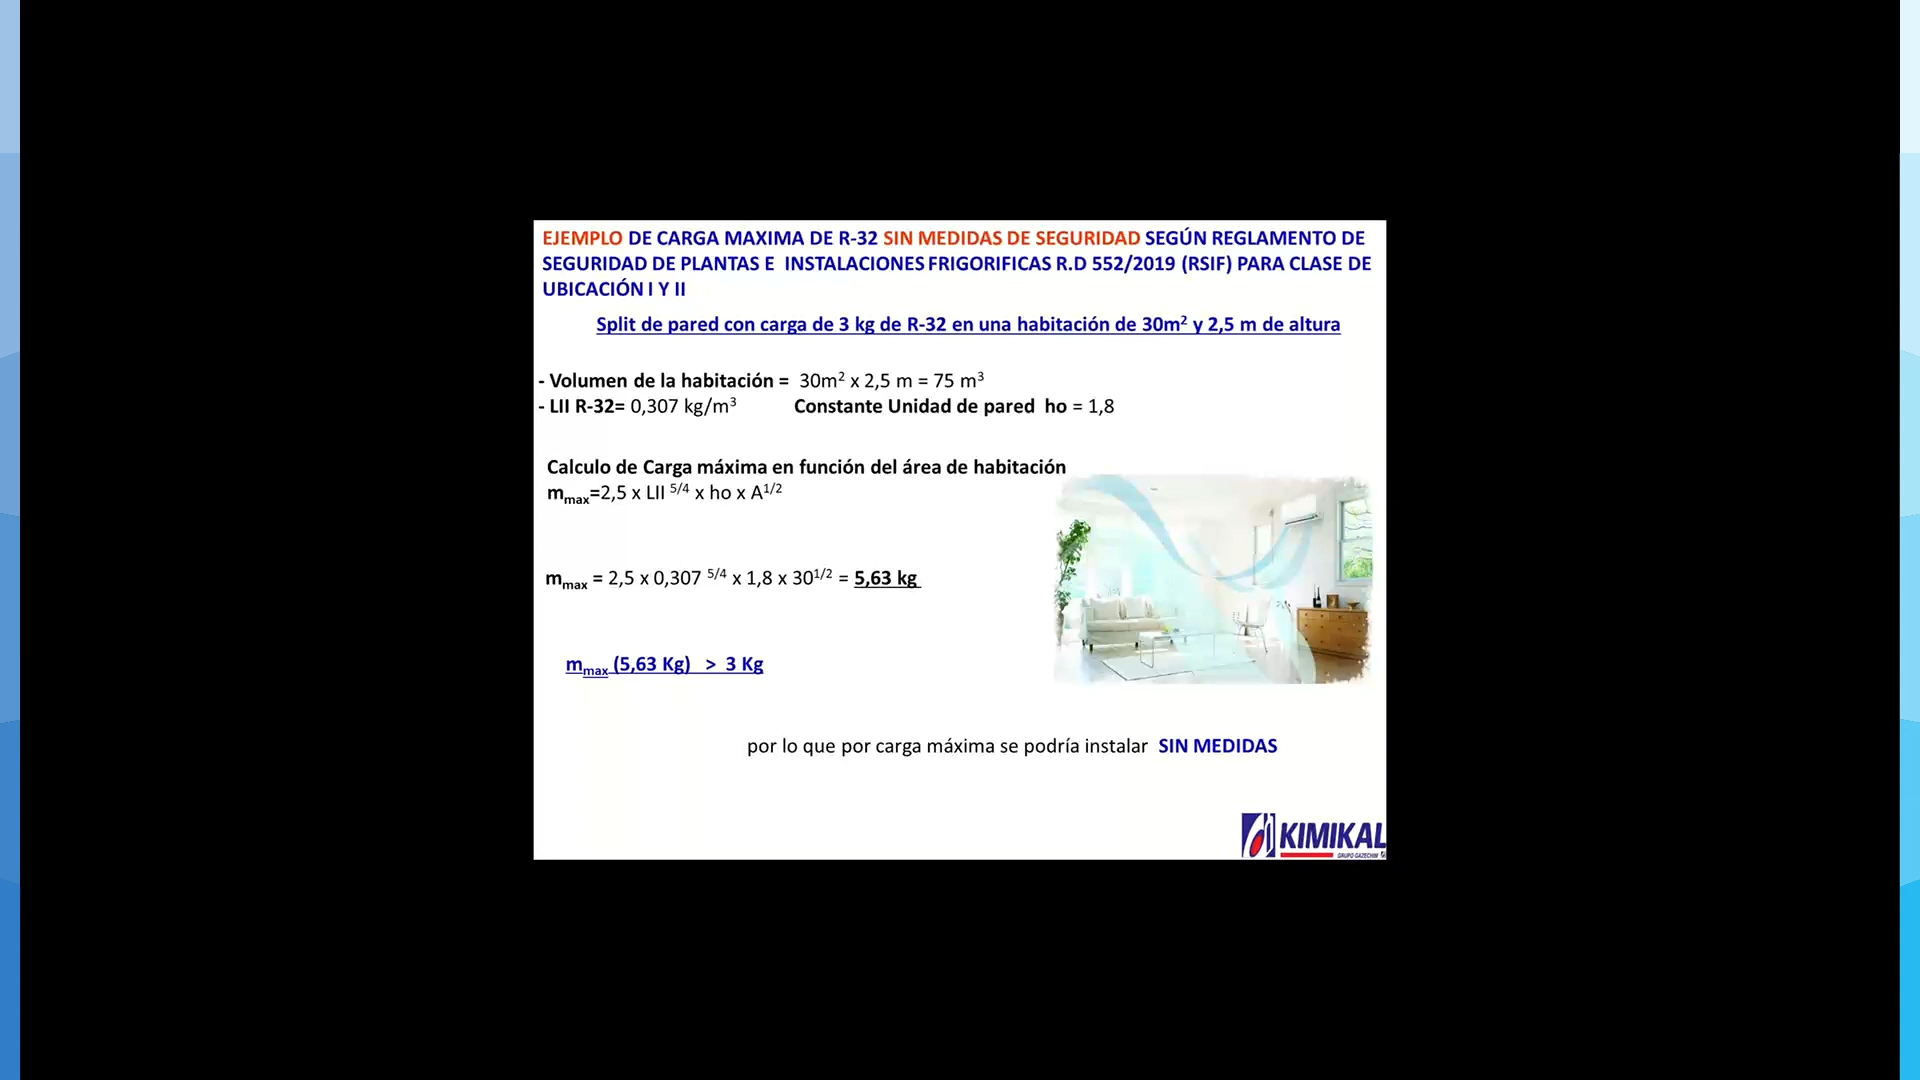 EJEMPLO DE CARGA MAXIMA DE R-32 SIN MEDIDAS DE SEGURIDAD SEGÚN REGLAMENTO DE
SEGURIDAD DE PLANTAS E INSTALACIONES FRIGORIFICAS R.D 552/2019 (RSIF) PARA CLASE DE
UBICACIÓN I Y II
Split de pared con carga de 3 kg de R-32 en una habitación de 30m² y 2,5 m de altura
- Volumen de la habitación = 30m² x 2,5 m = 75 m³
- LII R-32= 0,307 kg/m³ Constante Unidad de pared ho = 1,8
Calculo de Carga máxima en función del área de habitación
mmax=2,5 x LII 5/4 x ho x A1/2
mmax = 2,5 x 0,307 5/4 x 1,8 x 301/2 = 5,63 kg
mmax (5,63 Kg) > 3 Kg
por lo que por carga máxima se podría instalar SIN MEDIDAS
KIMIKAL
GRUPO GAZECHIM